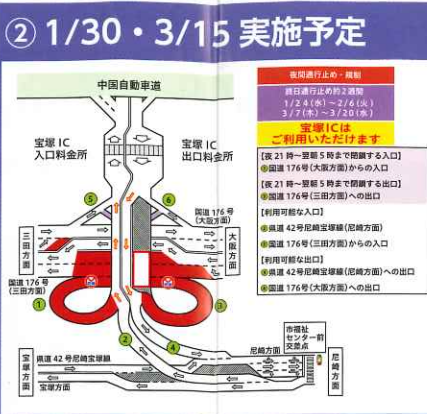 ② 1/30・3/15 実施予定
中国自動車道
宝塚IC
入口料金所
宝塚IC
出口料金所
夜間通行止め・規制
終日通行止め約2週間
1/24(水)~2/6(火)
3/7(木)~3/20(水)
宝塚ICは
ご利用いただけます
【夜21時～翌朝5時まで閉鎖する入口】
①国道176号(大阪方面)からの入口
【夜21時～翌朝5時まで閉鎖する出口】
③国道176号(三田方面)への出口
【利用可能な入口】
②県道42号尼崎宝塚線(尼崎方面)
⑤国道176号(三田方面)からの入口
【利用可能な出口】
④県道42号尼崎宝塚線(尼崎方面)への出口
⑥国道176号(大阪方面)への出口
⑤
⑥
国道176号
(大阪方面)
三田方面
大阪方面
国道176号
(三田方面)
①
③
②
④
市福祉
センター前
交差点
尼崎方面
宝塚方面
県道42号尼崎宝塚線
宝塚方面
尼崎方面